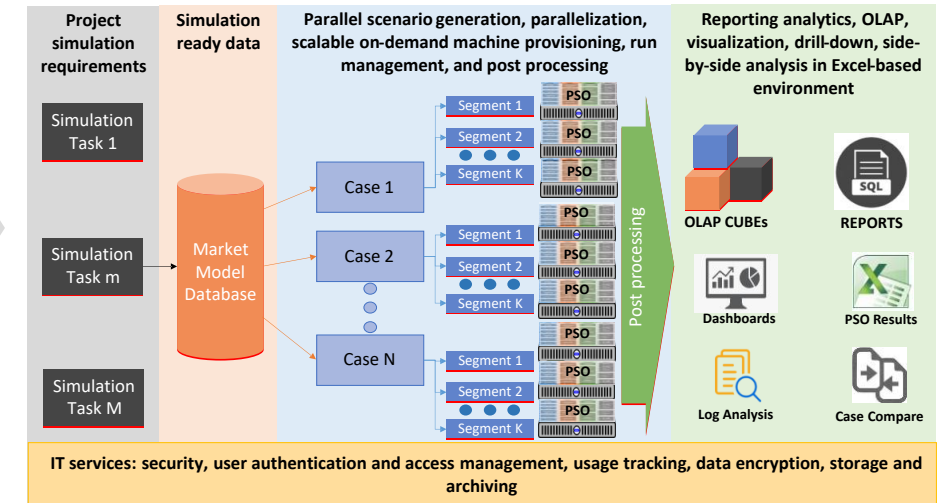 Project
simulation
requirements
Simulation
ready data
Parallel scenario generation, parallelization,
scalable on-demand machine provisioning, run
management, and post processing
Reporting analytics, OLAP,
visualization, drill-down, side-
by-side analysis in Excel-based
environment
Simulation
Task 1
Simulation
Task m
Simulation
Task M
Market
Model
Database
Case 1
Case 2
Case N
Segment 1
PSO
Segment 2
PSO
Segment K
PSO
Segment 1
PSO
Segment 2
PSO
Segment K
PSO
Segment 1
PSO
Segment 2
PSO
Segment K
PSO
Post processing
OLAP CUBEs
SQL
REPORTS
Dashboards
X
PSO Results
Log Analysis
Case Compare
IT services: security, user authentication and access management, usage tracking, data encryption, storage and
archiving